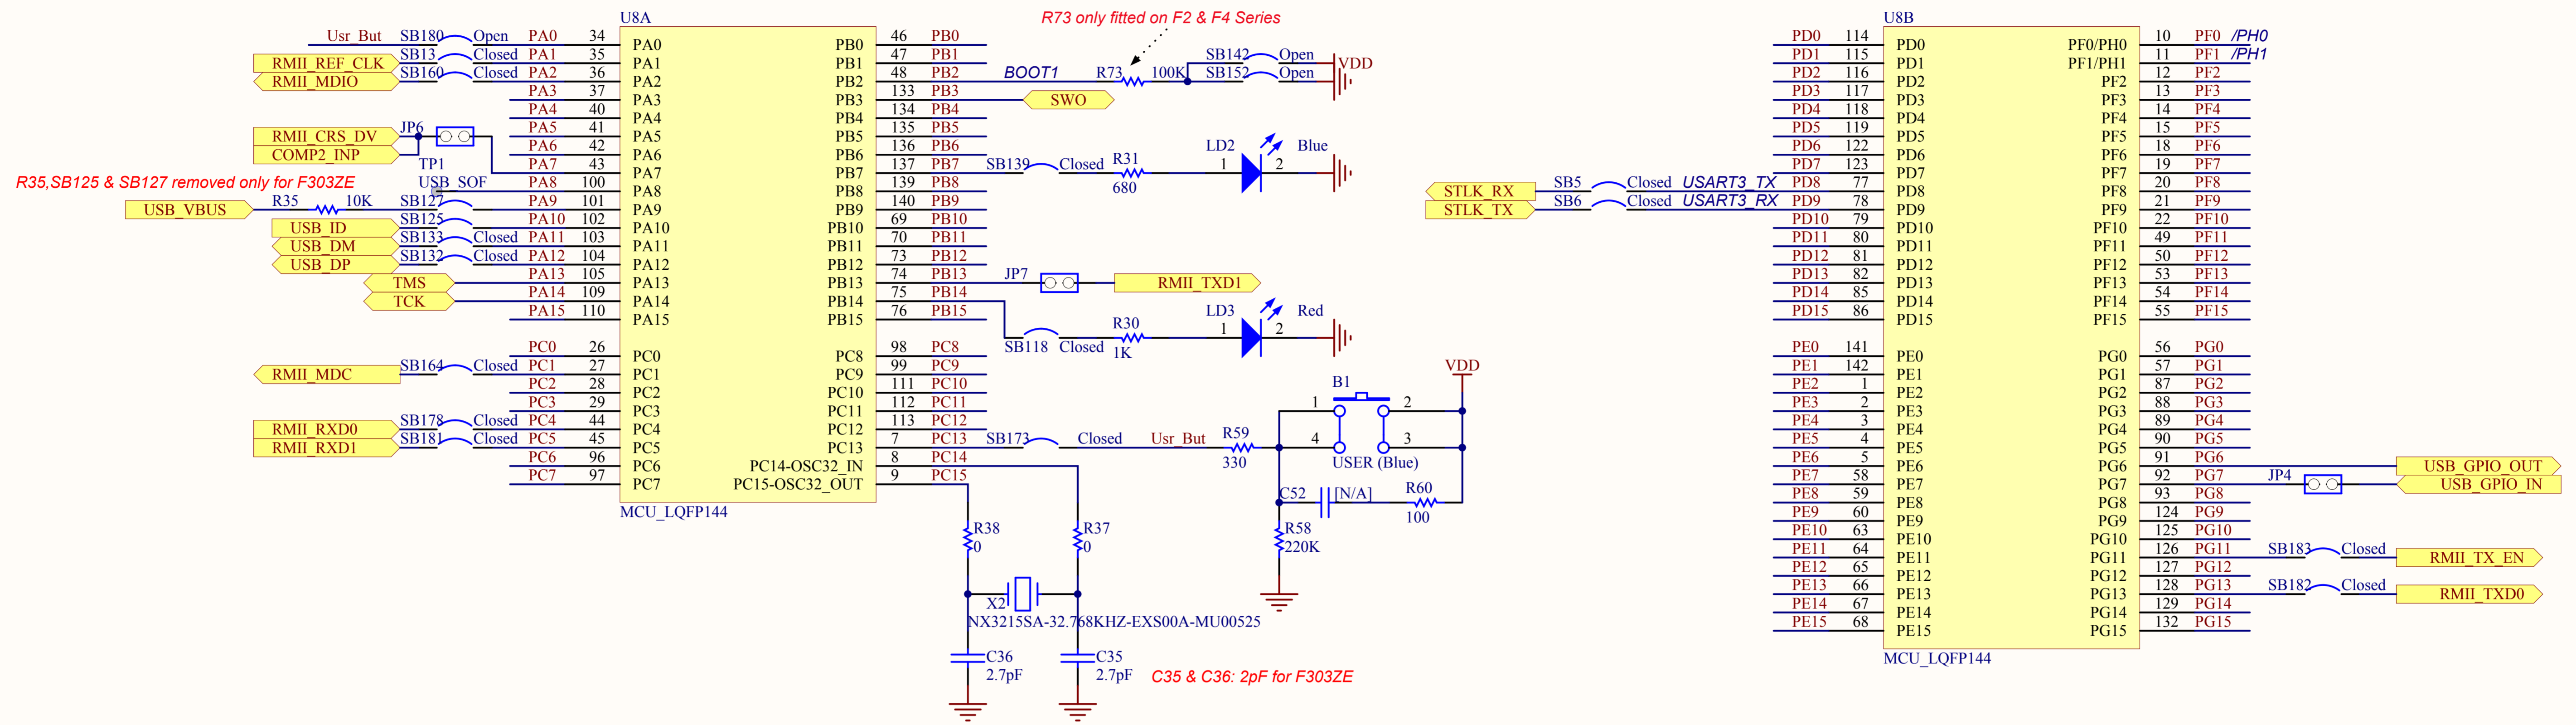 U8A
R73 only fitted on F2 & F4 Series
U8B
Usr_But SB180 Open PA0 34 PA0 PB0 46 PB0
RMII_REF_CLK SB13 Closed PA1 35 PA1 PB1 47 PB1
RMII_MDIO SB160 Closed PA2 36 PA2 PB2 48 PB2 BOOT1 R73 100K
SB142 Open VDD
SB152 Open
PA3 37 PA3 PB3 133 PB3 SWO
PA4 40 PA4 PB4 134 PB4
PA5 41 PA5 PB5 135 PB5
PA6 42 PA6 PB6 136 PB6
RMII_CRS_DV JP6
COMP2_INP
PA7 43 PA7 PB7 137 PB7 SB139 Closed R31 680 LD2 1 2 Blue
TP1
R35,SB125 & SB127 removed only for F303ZE
USB_SOF PA8 100 PA8 PB8 139 PB8
USB_VBUS R35 10K SB127 PA9 101 PA9 PB9 140 PB9
USB_ID SB125 PA10 102 PA10 PB10 69 PB10
USB_DM SB133 Closed PA11 103 PA11 PB11 70 PB11
USB_DP SB132 Closed PA12 104 PA12 PB12 73 PB12
TMS PA13 105 PA13 PB13 74 PB13 JP7 RMII_TXD1
TCK PA14 109 PA14 PB14 75 PB14
PA15 110 PA15 PB15 76 PB15
SB118 Closed R30 1K LD3 1 2 Red
PC0 26 PC0 PC8 98 PC8
RMII_MDC SB164 Closed PC1 27 PC1 PC9 99 PC9
PC2 28 PC2 PC10 111 PC10
PC3 29 PC3 PC11 112 PC11
RMII_RXD0 SB178 Closed PC4 44 PC4 PC12 113 PC12
RMII_RXD1 SB181 Closed PC5 45 PC5 PC13 7 PC13 SB173 Closed Usr_But R59 330
PC6 96 PC6 PC14-OSC32_IN 8 PC14
PC7 97 PC7 PC15-OSC32_OUT 9 PC15
MCU_LQFP144
VDD
B1
1 2
4 3
USER (Blue)
C52 [N/A] R60 100
R58 220K
R38 0
R37 0
X2
NX3215SA-32.768KHZ-EXS00A-MU00525
C36 2.7pF
C35 2.7pF
C35 & C36: 2pF for F303ZE
PD0 114 PD0 PF0/PH0 10 PF0 /PH0
PD1 115 PD1 PF1/PH1 11 PF1 /PH1
PD2 116 PD2 PF2 12 PF2
PD3 117 PD3 PF3 13 PF3
PD4 118 PD4 PF4 14 PF4
PD5 119 PD5 PF5 15 PF5
PD6 122 PD6 PF6 18 PF6
PD7 123 PD7 PF7 19 PF7
STLK_RX SB5 Closed USART3_TX PD8 77 PD8 PF8 20 PF8
STLK_TX SB6 Closed USART3_RX PD9 78 PD9 PF9 21 PF9
PD10 79 PD10 PF10 22 PF10
PD11 80 PD11 PF11 49 PF11
PD12 81 PD12 PF12 50 PF12
PD13 82 PD13 PF13 53 PF13
PD14 85 PD14 PF14 54 PF14
PD15 86 PD15 PF15 55 PF15
PE0 141 PE0 PG0 56 PG0
PE1 142 PE1 PG1 57 PG1
PE2 1 PE2 PG2 87 PG2
PE3 2 PE3 PG3 88 PG3
PE4 3 PE4 PG4 89 PG4
PE5 4 PE5 PG5 90 PG5
PE6 5 PE6 PG6 91 PG6 USB_GPIO_OUT
PE7 58 PE7 PG7 92 PG7 JP4 USB_GPIO_IN
PE8 59 PE8 PG8 93 PG8
PE9 60 PE9 PG9 124 PG9
PE10 63 PE10 PG10 125 PG10
PE11 64 PE11 PG11 126 PG11 SB183 Closed RMII_TX_EN
PE12 65 PE12 PG12 127 PG12
PE13 66 PE13 PG13 128 PG13 SB182 Closed RMII_TXD0
PE14 67 PE14 PG14 129 PG14
PE15 68 PE15 PG15 132 PG15
MCU_LQFP144